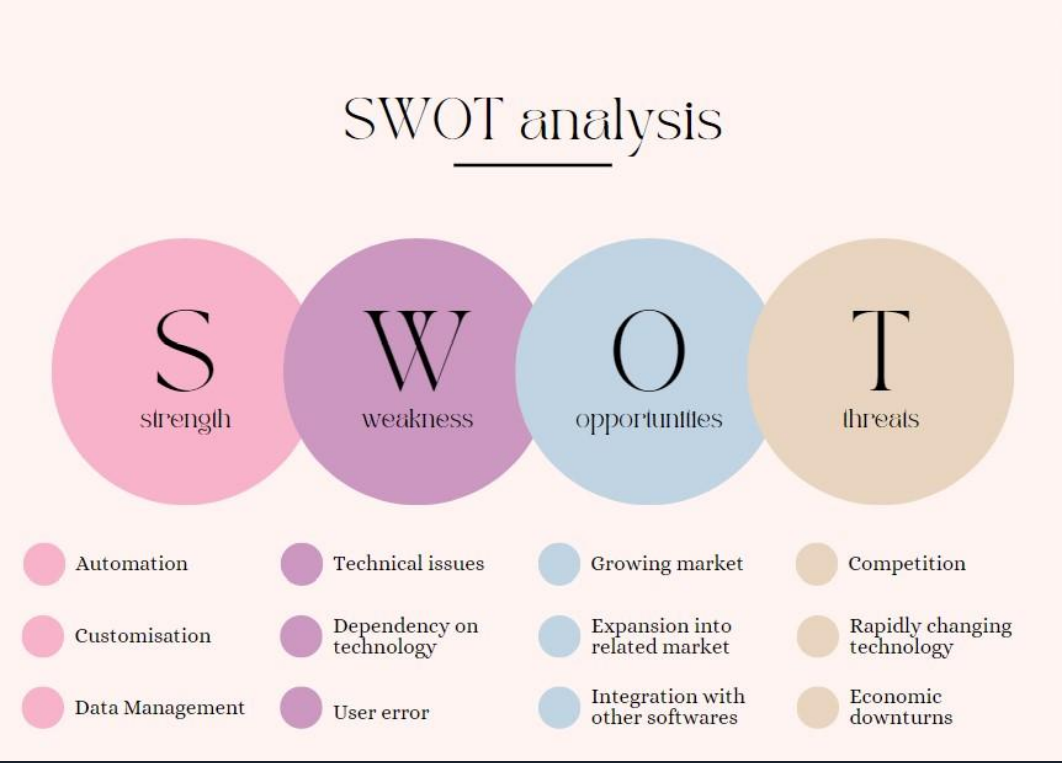 SWOT analysis
S
strength
W
weakness
O
opportunities
T
threats
Automation
Customisation
Data Management
Technical issues
Dependency on
technology
User error
Growing market
Expansion into
related market
Integration with
other softwares
Competition
Rapidly changing
technology
Economic
downturns